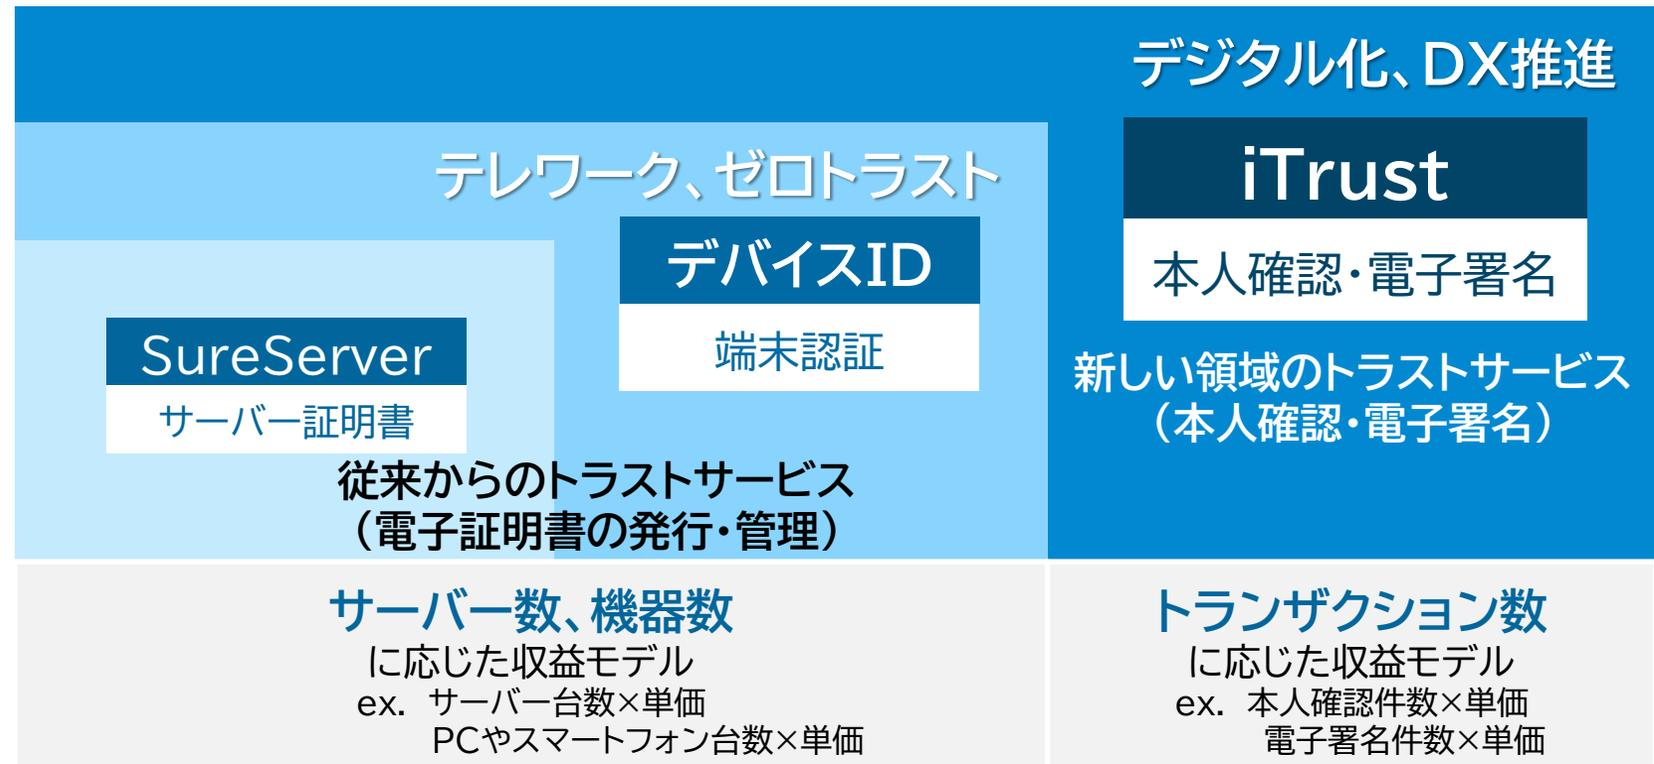 デジタル化、DX推進
iTrust
本人確認・電子署名
新しい領域のトラストサービス
（本人確認・電子署名）
テレワーク、ゼロトラスト
デバイスID
端末認証
SureServer
サーバー証明書
従来からのトラストサービス
（電子証明書の発行・管理）
サーバー数、機器数
に応じた収益モデル
ex. サーバー台数×単価
PCやスマートフォン台数×単価
トランザクション数
に応じた収益モデル
ex. 本人確認件数×単価
電子署名件数×単価